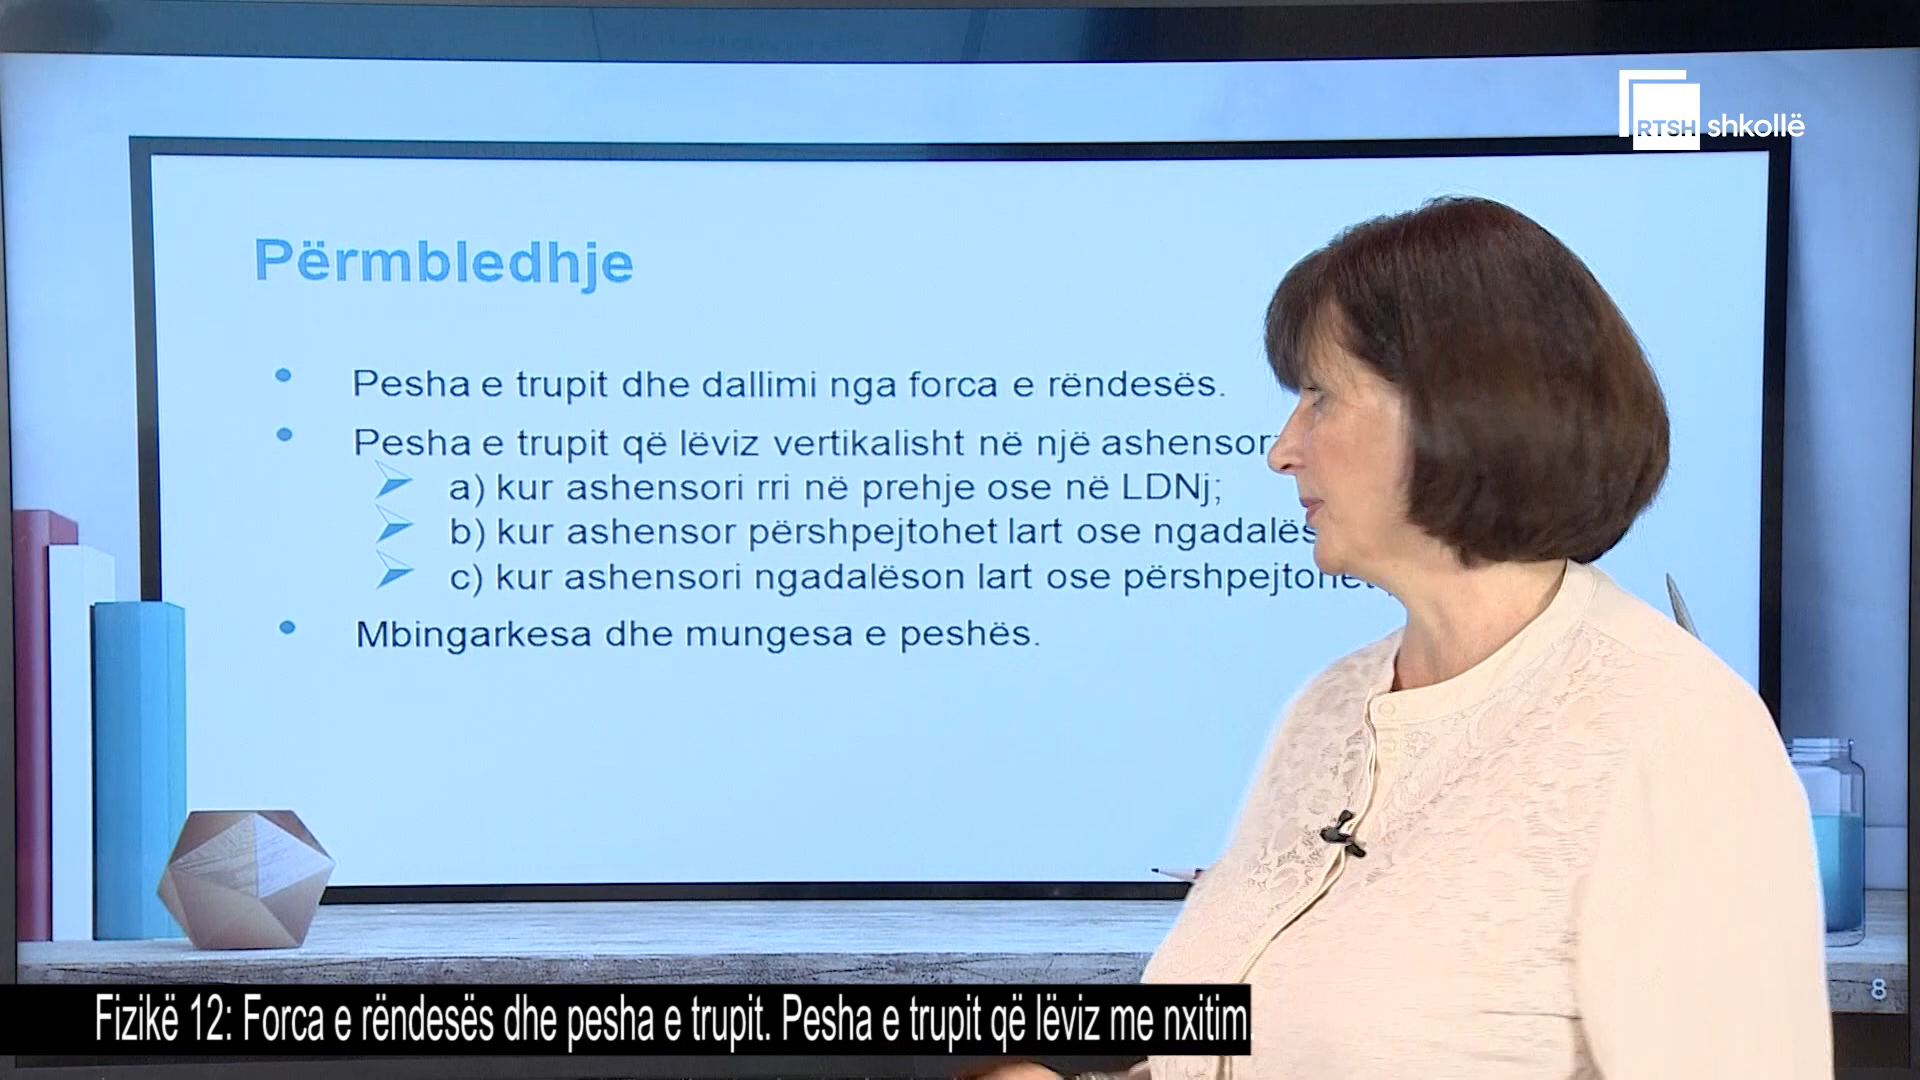 RTSH shkollë
Përmbledhje
Pesha e trupit dhe dallimi nga forca e rëndesës.
Pesha e trupit që lëviz vertikalisht në një ashensor
a) kur ashensori rri në prehje ose në LDNj;
b) kur ashensor përshpejtohet lart ose
c) kur ashensori ngadalëson lart ose përshpejtohet
Mbingarkesa dhe mungesa e peshës.
8
Fizikë 12: Forca e rëndesës dhe pesha e trupit. Pesha e trupit që lëviz me nxitim.